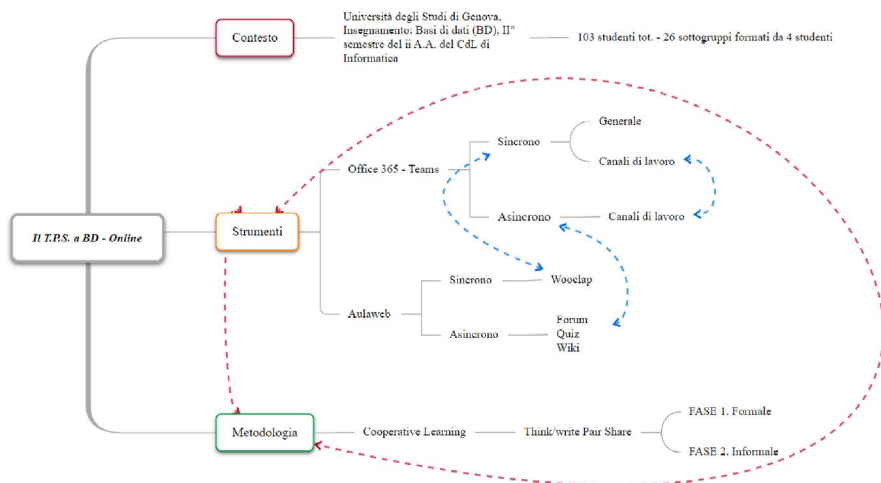 Contesto
Università degli Studi di Genova,
Insegnamento: Basi di dati (BD), II°
semestre del ii A.A. del CdL di
Informatica
103 studenti tot. - 26 sottogruppi formati da 4 studenti
Il T.P.S. a BD - Online
Strumenti
Office 365 - Teams
Sincrono
Generale
Canali di lavoro
Asincrono
Canali di lavoro
Aulaweb
Sincrono
Wooclap
Asincrono
Forum
Quiz
Wiki
Metodologia
Cooperative Learning
Think/write Pair Share
FASE 1. Formale
FASE 2. Informale